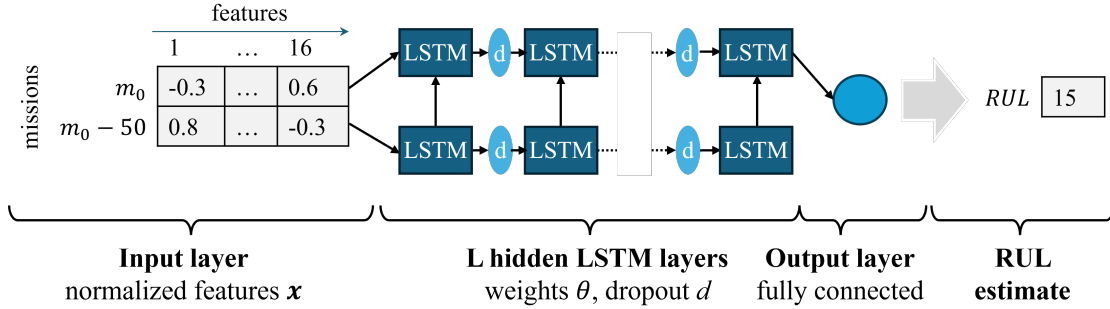 features
1 … 16
missions
m₀ -0.3 … 0.6
m₀ − 50 0.8 … -0.3
LSTM d LSTM d LSTM
LSTM d LSTM d LSTM
RUL 15
Input layer
normalized features x
L hidden LSTM layers
weights θ, dropout d
Output layer
fully connected
RUL
estimate